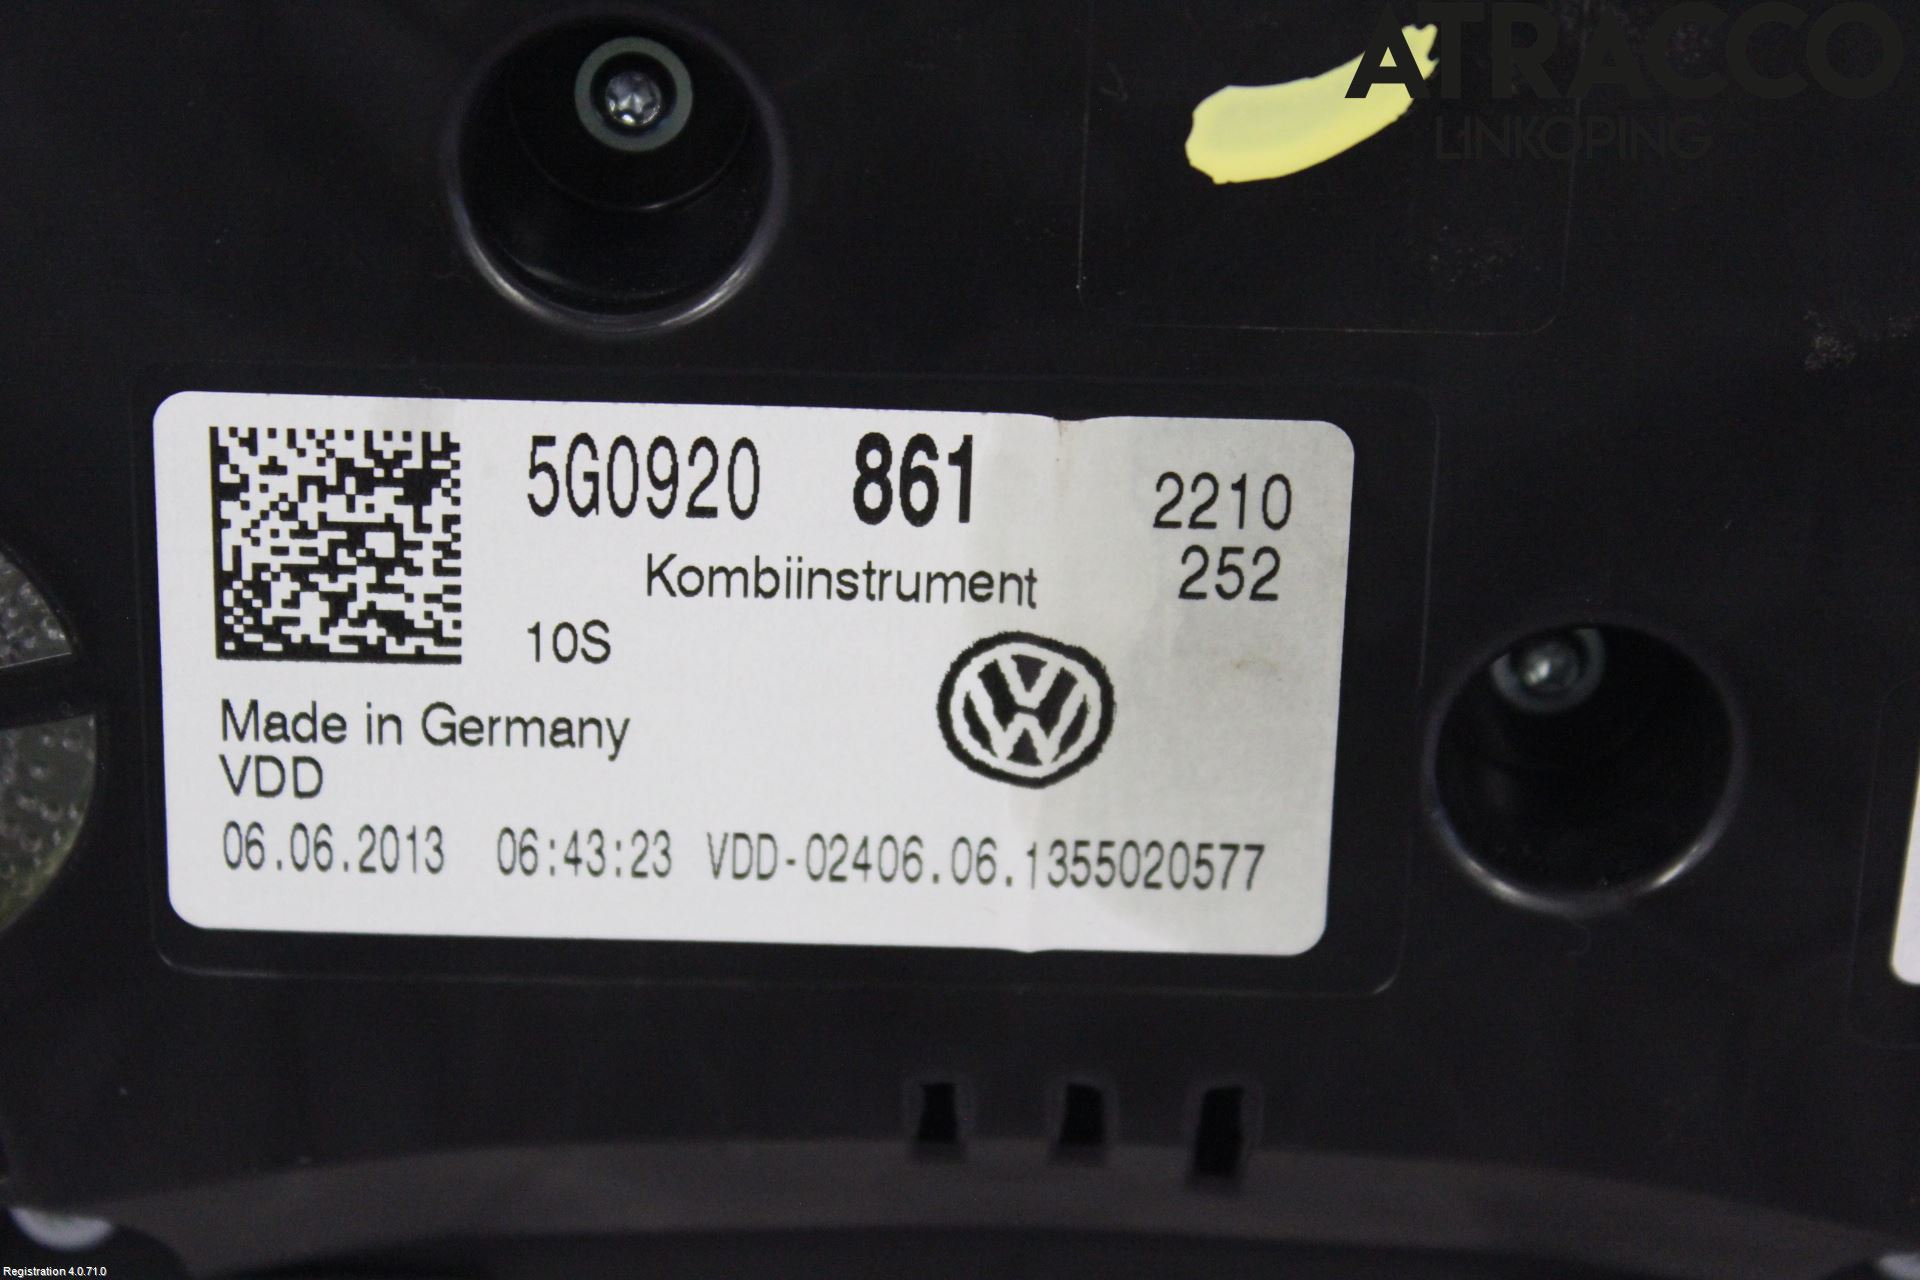 ATRACCO
LINKÖPING
5G0920 861
2210
Kombiinstrument
252
10S
Made in Germany
VDD
06.06.2013 06:43:23 VDD-02406.06.1355020577
Registration 4.0.71.0